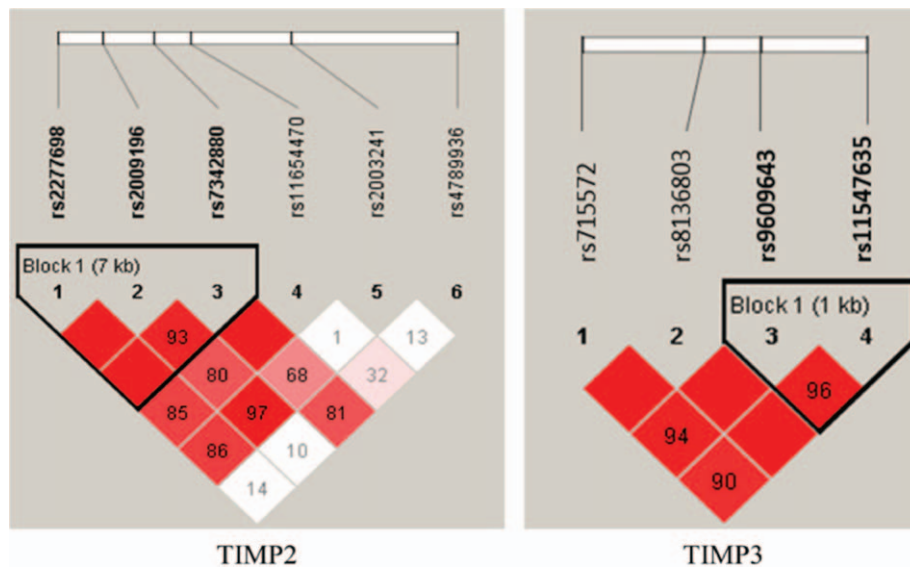 rs2277698
rs2009196
rs7342880
rs11654470
rs2003241
rs4789936
Block 1 (7 kb)
1 2 3 4 5 6
93 1 13
80 68 32
85 97 81
86 10
14
TIMP2
rs715572
rs8136803
rs9609643
rs11547635
Block 1 (1 kb)
1 2 3 4
96
94
90
TIMP3